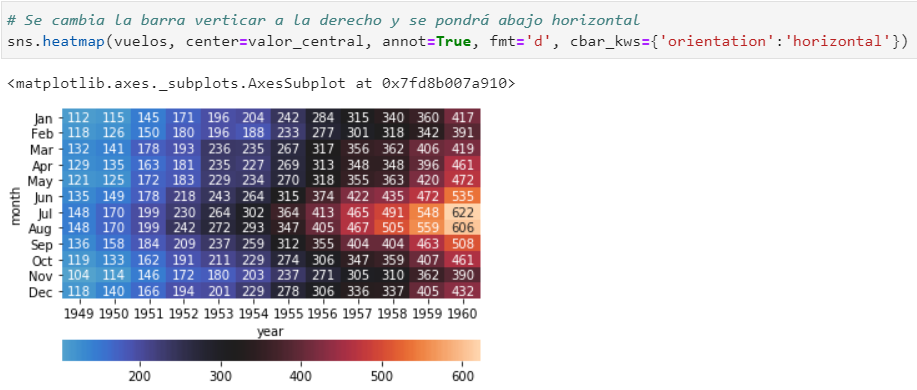 # Se cambia la barra verticar a la derecho y se pondrá abajo horizontal
sns.heatmap(vuelos, center=valor_central, annot=True, fmt='d', cbar_kws={'orientation':'horizontal'})
<matplotlib.axes._subplots.AxesSubplot at 0x7fd8b007a910>
Jan 112 115 145 171 196 204 242 284 315 340 360 417
Feb 118 126 150 180 196 188 233 277 301 318 342 391
Mar 132 141 178 193 236 235 267 317 356 362 406 419
Apr 129 135 163 181 235 227 269 313 348 348 396 461
May 121 125 172 183 229 234 270 318 355 363 420 472
Jun 135 149 178 218 243 264 315 374 422 435 472 535
month
Jul 148 170 199 230 264 302 364 413 465 491 548 622
Aug 148 170 199 242 272 293 347 405 467 505 559 606
Sep 136 158 184 209 237 259 312 355 404 404 463 508
Oct 119 133 162 191 211 229 274 306 347 359 407 461
Nov 104 114 146 172 180 203 237 271 305 310 362 390
Dec 118 140 166 194 201 229 278 306 336 337 405 432
1949 1950 1951 1952 1953 1954 1955 1956 1957 1958 1959 1960
year
200 300 400 500 600